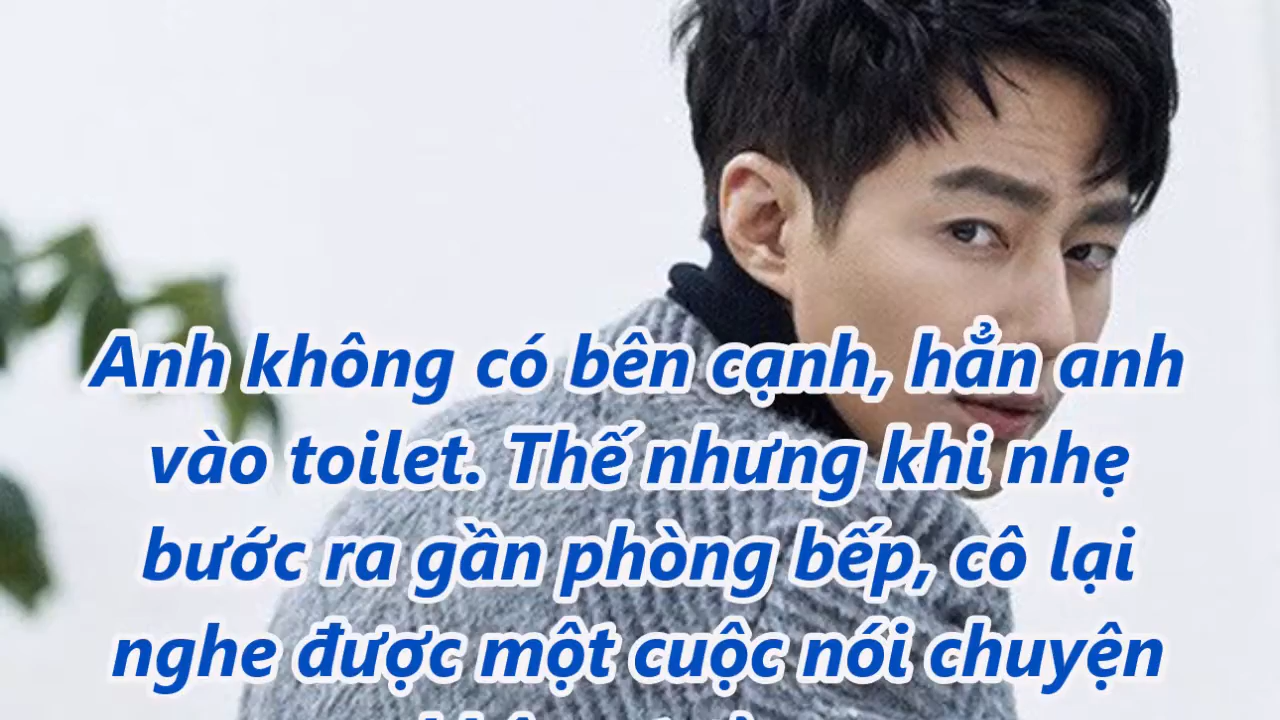 Anh không có bên cạnh, hẳn anh
vào toilet. Thế nhưng khi nhẹ
bước ra gần phòng bếp, cô lại
nghe được một cuộc nói chuyện